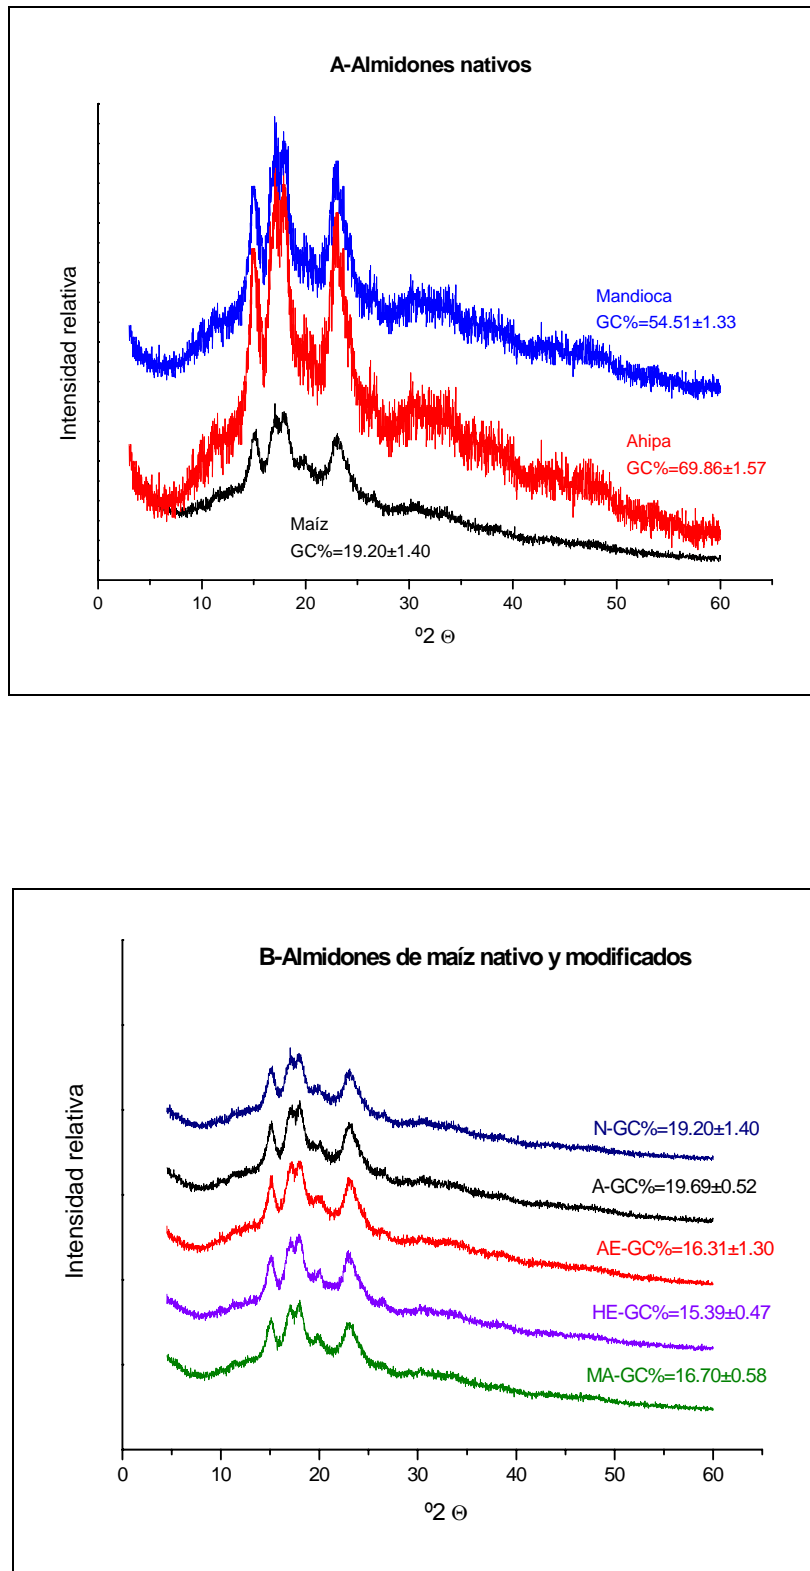 A-Almidones nativos
Intensidad relativa
Mandioca
GC%=54.51±1.33
Ahipa
GC%=69.86±1.57
Maíz
GC%=19.20±1.40
0 10 20 30 40 50 60
º2 Θ
B-Almidones de maíz nativo y modificados
Intensidad relativa
N-GC%=19.20±1.40
A-GC%=19.69±0.52
AE-GC%=16.31±1.30
HE-GC%=15.39±0.47
MA-GC%=16.70±0.58
0 10 20 30 40 50 60
º2 Θ